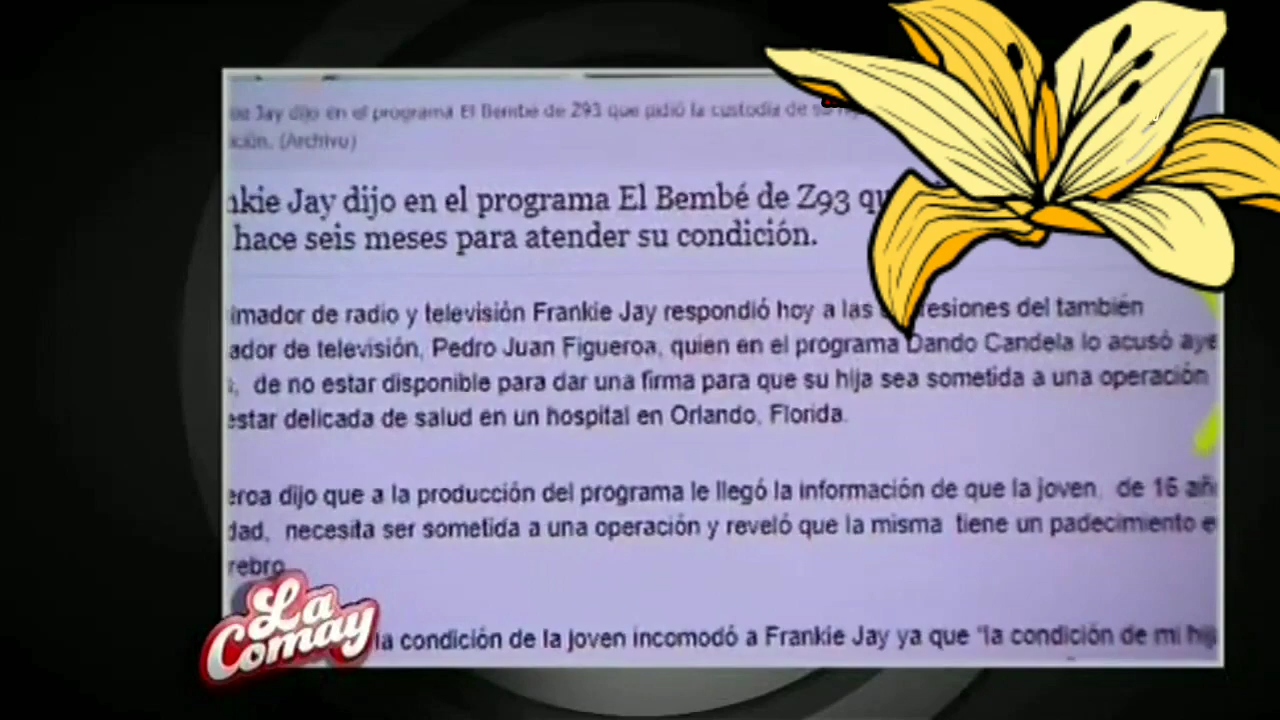 Jay dijo en el programa El Bembé de Z93 que pidió la custodia de su
(Archivo)
nkie Jay dijo en el programa El Bembé de Z93 qu
hace seis meses para atender su condición.
imador de radio y televisión Frankie Jay respondió hoy a las esiones del también
ador de televisión, Pedro Juan Figueroa, quien en el programa Dando Candela lo acusó aye
de no estar disponible para dar una firma para que su hija sea sometida a una operación
estar delicada de salud en un hospital en Orlando, Florida.
eroa dijo que a la producción del programa le llegó la información de que la joven, de 16 añ
dad, necesita ser sometida a una operación y reveló que la misma tiene un padecimiento e
rebro
la condición de la joven incomodó a Frankie Jay ya que "la condición de mi hij
La
Comay